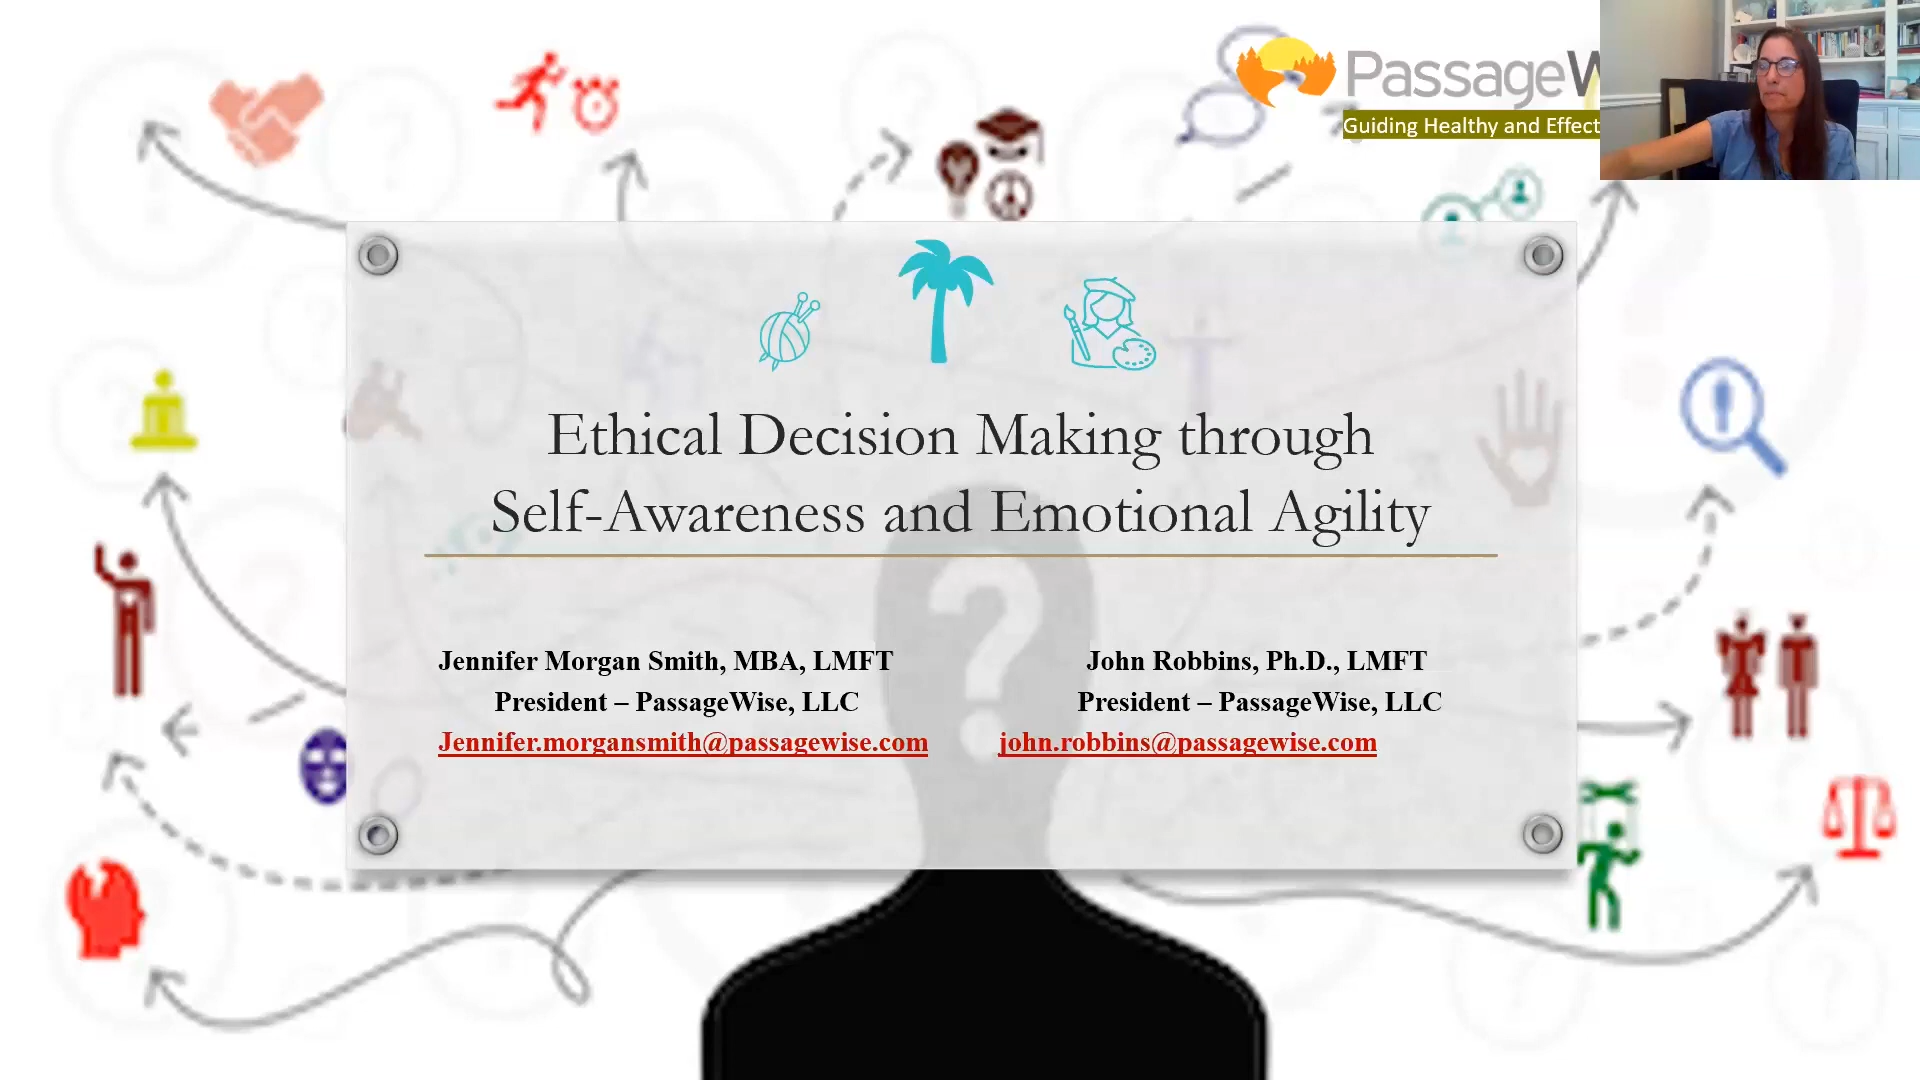 Passage
Guiding Healthy and Effect
Ethical Decision Making through
Self-Awareness and Emotional Agility
Jennifer Morgan Smith, MBA, LMFT
President – PassageWise, LLC
Jennifer.morgansmith@passagewise.com
John Robbins, Ph.D., LMFT
President – PassageWise, LLC
john.robbins@passagewise.com